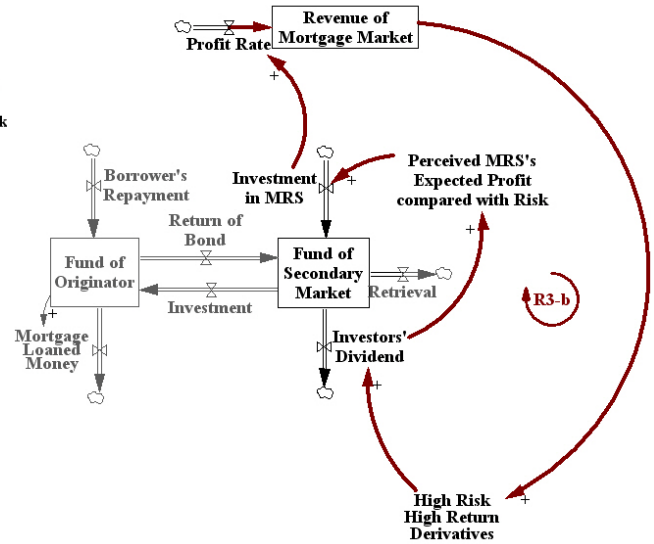 Revenue of
Mortgage Market
Profit Rate
+
k
Borrower's
Repayment
Investment
in MRS
+
Perceived MRS's
Expected Profit
compared with Risk
+
Return of
Bond
Fund of
Originator
Fund of
Secondary
Market
Retrieval
Investment
R3-b
+
Mortgage
Loaned
Money
Investors'
Dividend
+
+
High Risk
High Return
Derivatives